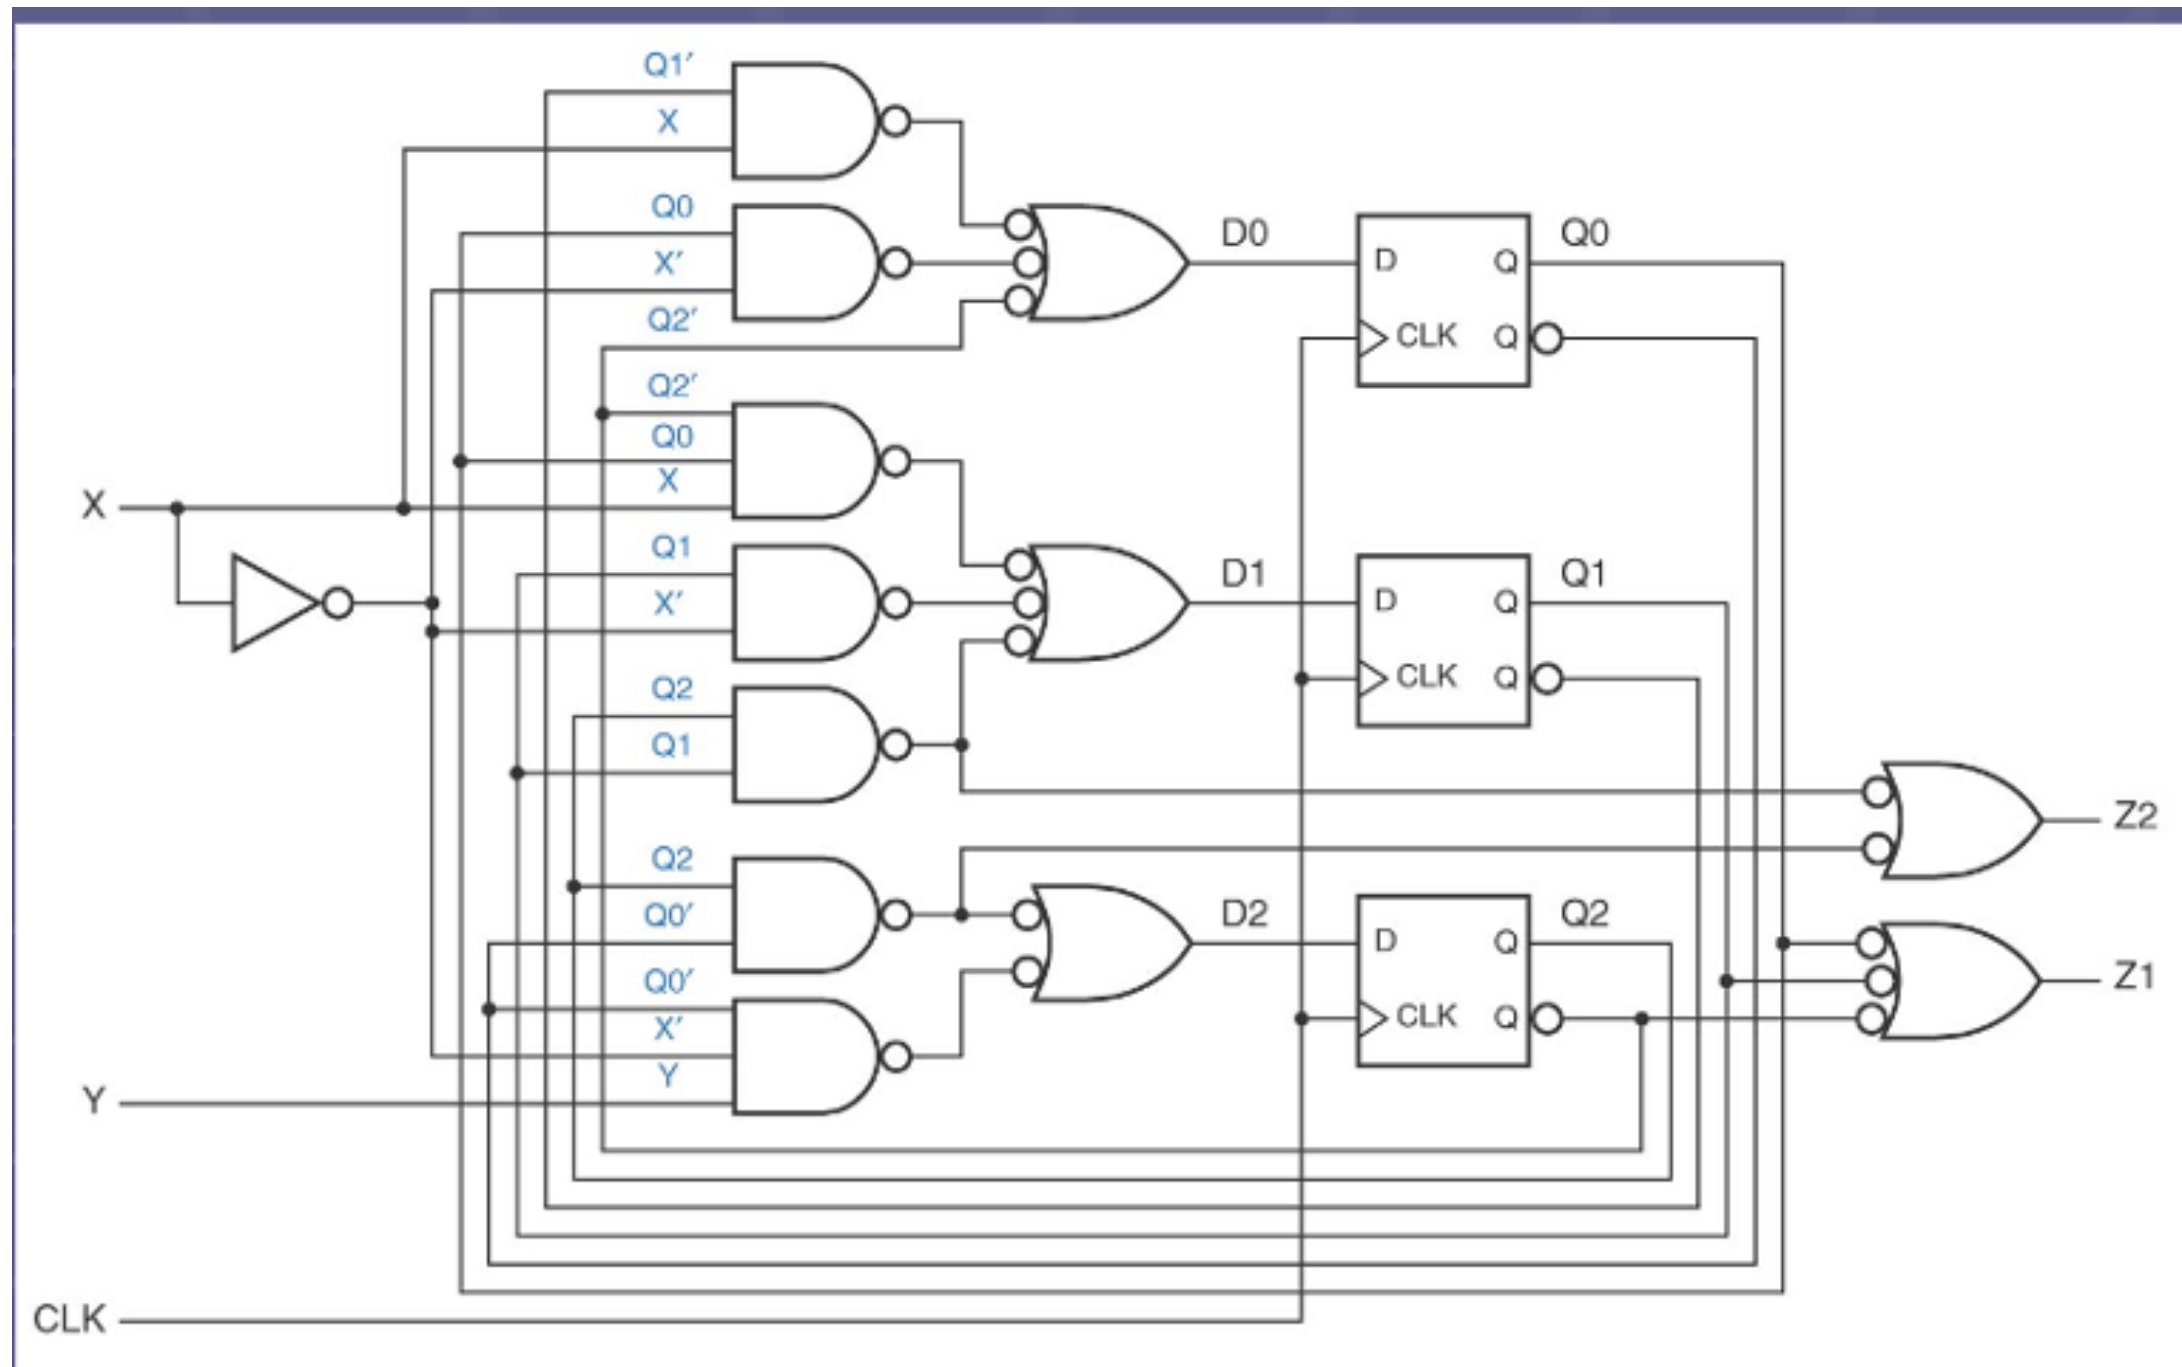 Q1′
X
Q0
X′
Q2′
Q2′
Q0
X
Q1
X′
Q2
Q1
Q2
Q0′
Q0′
X′
Y
X
Y
CLK
D0
D Q
CLK Q
Q0
D1
D Q
CLK Q
Q1
D2
D Q
CLK Q
Q2
Z2
Z1